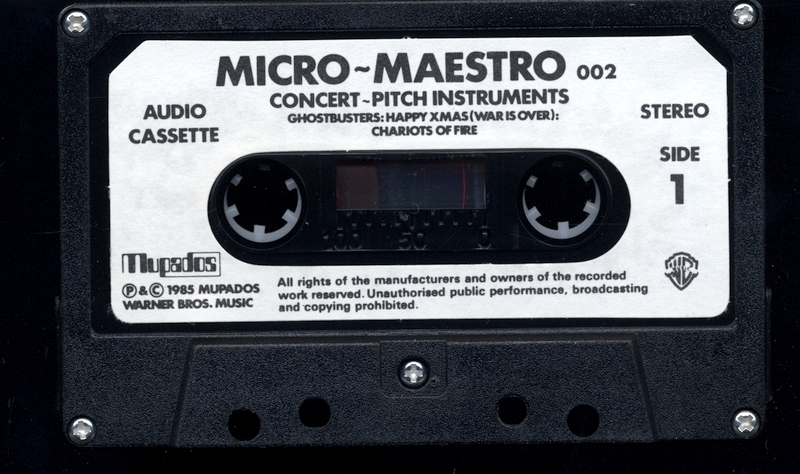 MICRO~MAESTRO 002
CONCERT~PITCH INSTRUMENTS
GHOSTBUSTERS: HAPPY XMAS (WAR IS OVER):
CHARIOTS OF FIRE
AUDIO
CASSETTE
STEREO
SIDE
1
100 50 0
Mupados
Ⓟ&© 1985 MUPADOS
WARNER BROS. MUSIC
All rights of the manufacturers and owners of the recorded
work reserved. Unauthorised public performance, broadcasting
and copying prohibited.
WB